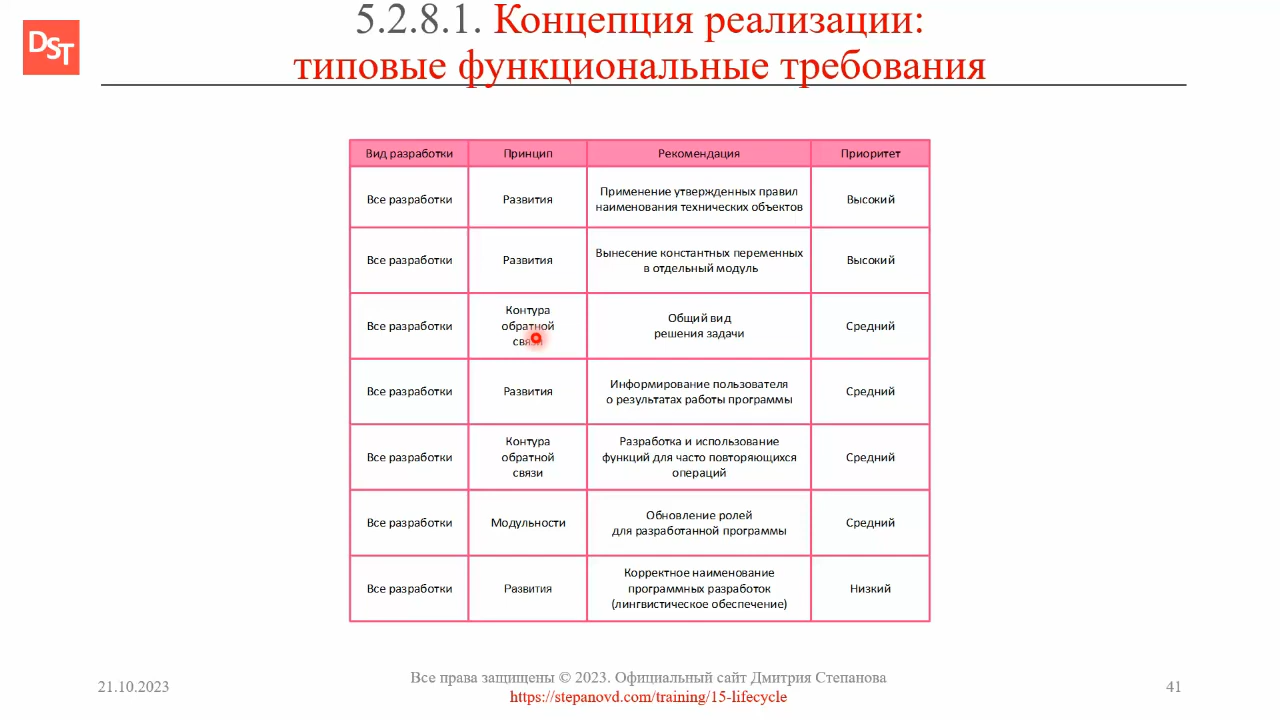 DST
5.2.8.1. Концепция реализации:
типовые функциональные требования
Вид разработки Принцип Рекомендация Приоритет
Все разработки Развития Применение утвержденных правил наименования технических объектов Высокий
Все разработки Развития Вынесение константных переменных в отдельный модуль Высокий
Все разработки Контура обратной связи Общий вид решения задачи Средний
Все разработки Развития Информирование пользователя о результатах работы программы Средний
Все разработки Контура обратной связи Разработка и использование функций для часто повторяющихся операций Средний
Все разработки Модульности Обновление ролей для разработанной программы Средний
Все разработки Развития Корректное наименование программных разработок (лингвистическое обеспечение) Низкий
21.10.2023
Все права защищены © 2023. Официальный сайт Дмитрия Степанова
https://stepanovd.com/training/15-lifecycle
41